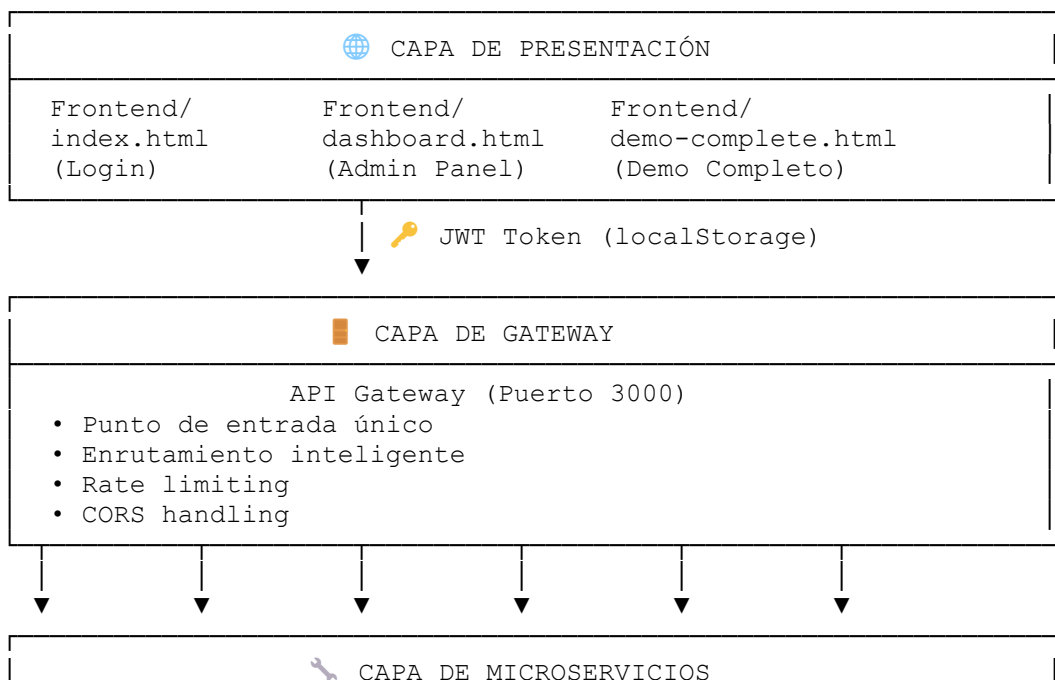 🌐 CAPA DE PRESENTACIÓN
Frontend/ Frontend/ Frontend/
index.html dashboard.html demo-complete.html
(Login) (Admin Panel) (Demo Completo)
🔑 JWT Token (localStorage)
🚪 CAPA DE GATEWAY
API Gateway (Puerto 3000)
• Punto de entrada único
• Enrutamiento inteligente
• Rate limiting
• CORS handling
🔧 CAPA DE MICROSERVICIOS